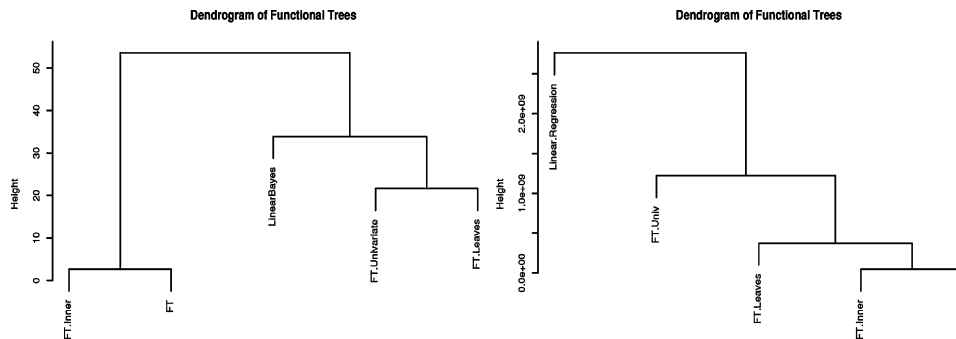 Dendrogram of Functional Trees
Height
50
40
30
20
10
0
FT.Inner
FT
LinearBayes
FT.Univariate
FT.Leaves
Dendrogram of Functional Trees
Height
2.0e+09
1.0e+09
0.0e+00
Linear.Regression
FT.Univ
FT.Leaves
FT.Inner